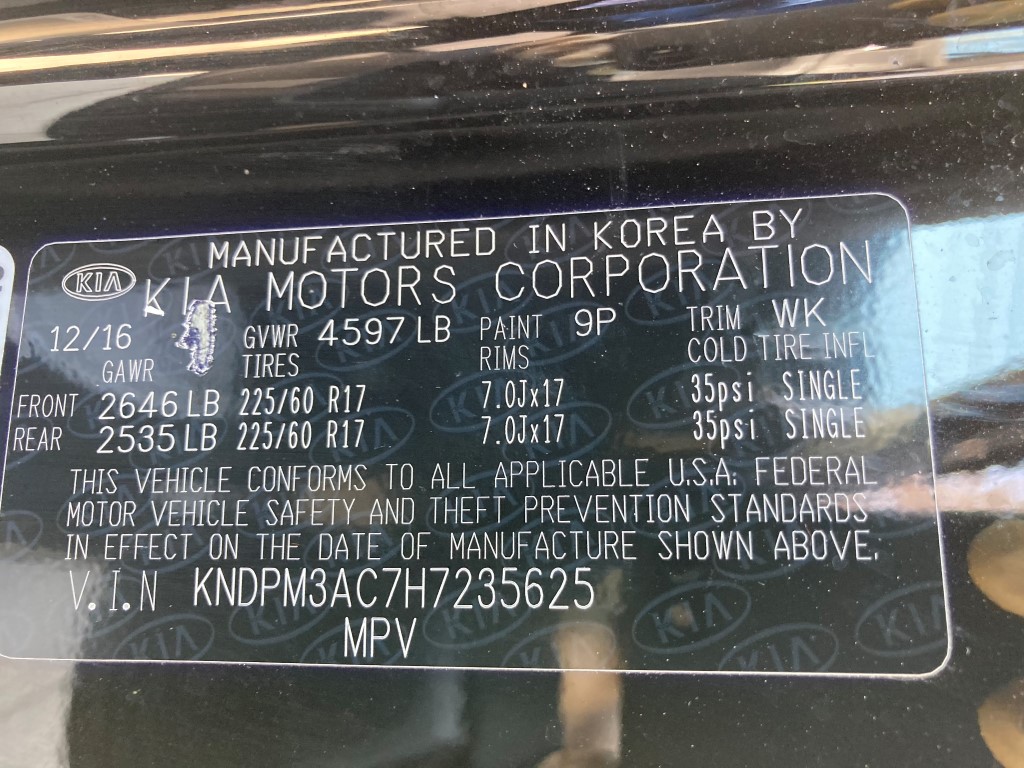 MANUFACTURED IN KOREA BY
KIA KIA MOTORS CORPORATION
12/16 GVWR 4597 LB PAINT 9P TRIM WK
GAWR TIRES RIMS COLD TIRE INFL
FRONT 2646 LB 225/60 R17 7.0Jx17 35psi SINGLE
REAR 2535 LB 225/60 R17 7.0Jx17 35psi SINGLE
THIS VEHICLE CONFORMS TO ALL APPLICABLE U.S.A. FEDERAL
MOTOR VEHICLE SAFETY AND THEFT PREVENTION STANDARDS
IN EFFECT ON THE DATE OF MANUFACTURE SHOWN ABOVE.
V.I.N KNDPM3AC7H7235625
MPV